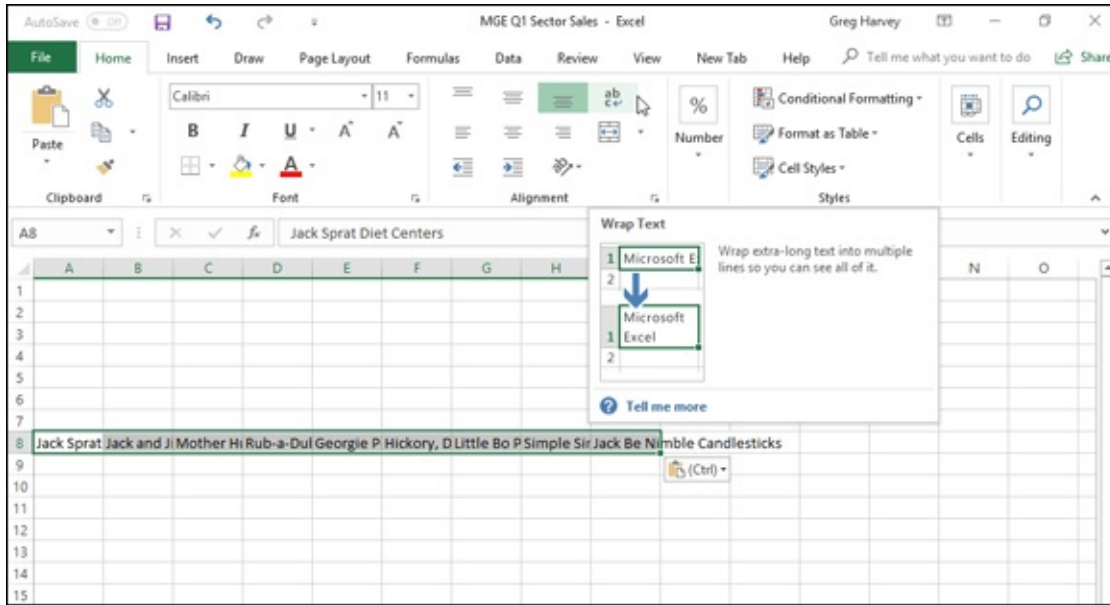 AutoSave Off MGE Q1 Sector Sales - Excel Greg Harvey
File Home Insert Draw Page Layout Formulas Data Review View New Tab Help Tell me what you want to do Share
Paste
Calibri 11
B I U A A
A
ab
c
%
Number
Conditional Formatting
Format as Table
Cell Styles
Cells
Editing
Clipboard Font Alignment Styles
A8 fx Jack Sprat Diet Centers
Wrap Text
1 Microsoft E
2
Microsoft
1 Excel
2
Wrap extra-long text into multiple
lines so you can see all of it.
? Tell me more
A B C D E F G H N O
1
2
3
4
5
6
7
8 Jack Sprat Jack and Ji Mother Hu Rub-a-Dul Georgie P Hickory, D Little Bo P Simple Sir Jack Be Nimble Candlesticks
9
(Ctrl)
10
11
12
13
14
15